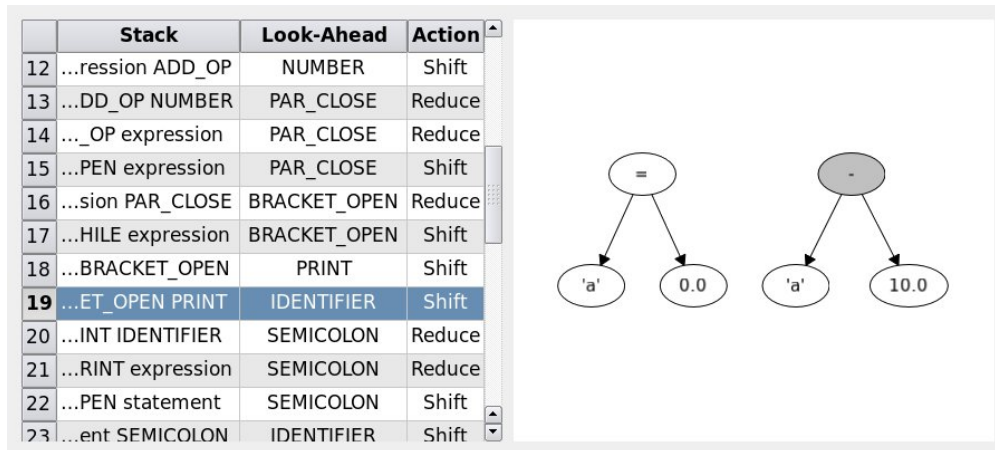 Stack Look-Ahead Action
12 ...ression ADD_OP NUMBER Shift
13 ...DD_OP NUMBER PAR_CLOSE Reduce
14 ..._OP expression PAR_CLOSE Reduce
15 ...PEN expression PAR_CLOSE Shift
16 ...sion PAR_CLOSE BRACKET_OPEN Reduce
17 ...HILE expression BRACKET_OPEN Shift
18 ...BRACKET_OPEN PRINT Shift
19 ...ET_OPEN PRINT IDENTIFIER Shift
20 ...INT IDENTIFIER SEMICOLON Reduce
21 ...RINT expression SEMICOLON Reduce
22 ...PEN statement SEMICOLON Shift
23 ...ent SEMICOLON IDENTIFIER Shift
= -
'a' 0.0 'a' 10.0